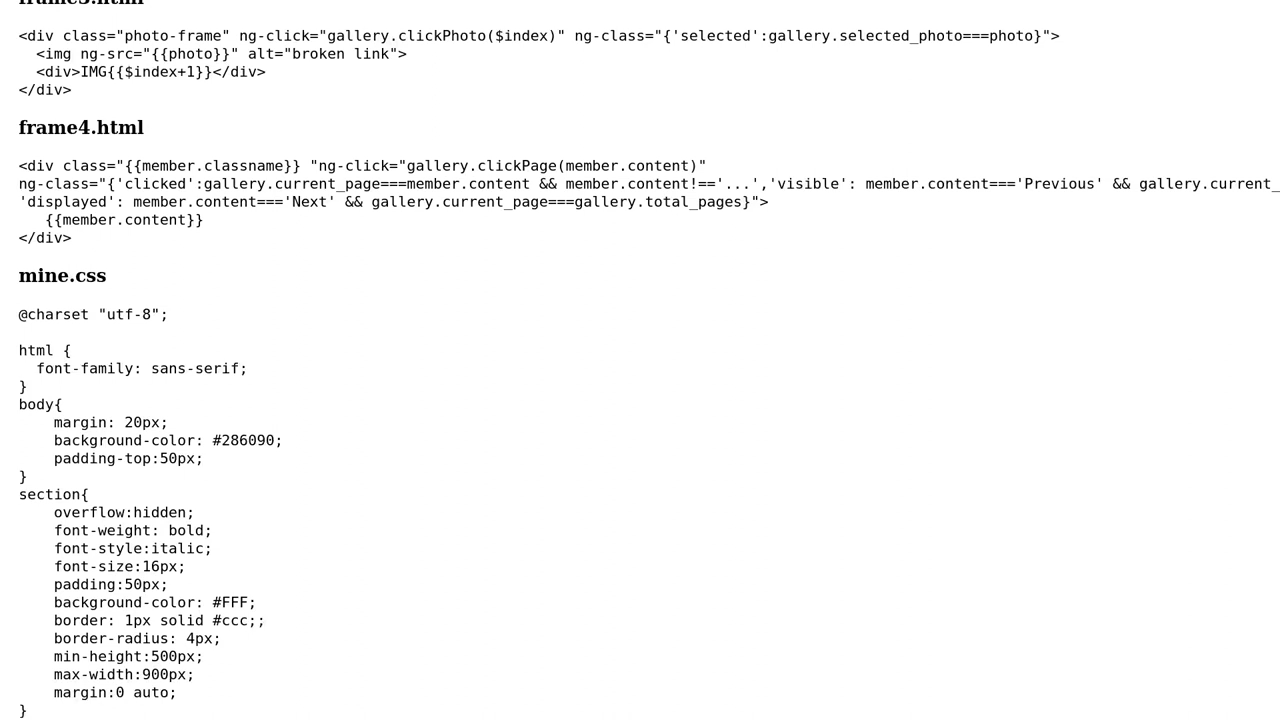 frame3.html
<div class="photo-frame" ng-click="gallery.clickPhoto($index)" ng-class="{'selected':gallery.selected_photo===photo}">
  <img ng-src="{{photo}}" alt="broken link">
  <div>IMG{{$index+1}}</div>
</div>
frame4.html
<div class="{{member.classname}} "ng-click="gallery.clickPage(member.content)"
ng-class="{'clicked':gallery.current_page===member.content && member.content!=='...','visible': member.content==='Previous' && gallery.current_
'displayed': member.content==='Next' && gallery.current_page===gallery.total_pages}">
   {{member.content}}
</div>
mine.css
@charset "utf-8";
html {
  font-family: sans-serif;
}
body{
    margin: 20px;
    background-color: #286090;
    padding-top:50px;
}
section{
    overflow:hidden;
    font-weight: bold;
    font-style:italic;
    font-size:16px;
    padding:50px;
    background-color: #FFF;
    border: 1px solid #ccc;;
    border-radius: 4px;
    min-height:500px;
    max-width:900px;
    margin:0 auto;
}